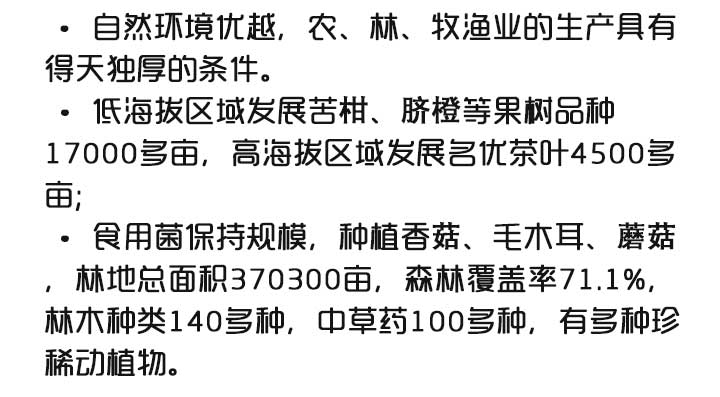 • 自然环境优越，农、林、牧渔业的生产具有
得天独厚的条件。
• 低海拔区域发展苦柑、脐橙等果树品种
17000多亩，高海拔区域发展名优茶叶4500多
亩;
• 食用菌保持规模，种植香菇、毛木耳、蘑菇
，林地总面积370300亩，森林覆盖率71.1%，
林木种类140多种，中草药100多种，有多种珍
稀动植物。